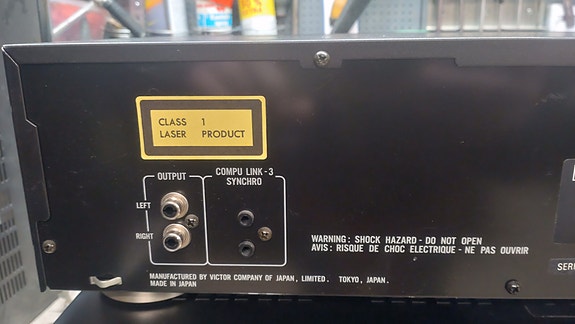 CLASS 1
LASER PRODUCT
OUTPUT
COMPU LINK-3
SYNCHRO
LEFT
RIGHT
WARNING: SHOCK HAZARD - DO NOT OPEN
AVIS: RISQUE DE CHOC ELECTRIQUE - NE PAS OUVRIR
MANUFACTURED BY VICTOR COMPANY OF JAPAN, LIMITED. TOKYO, JAPAN.
MADE IN JAPAN